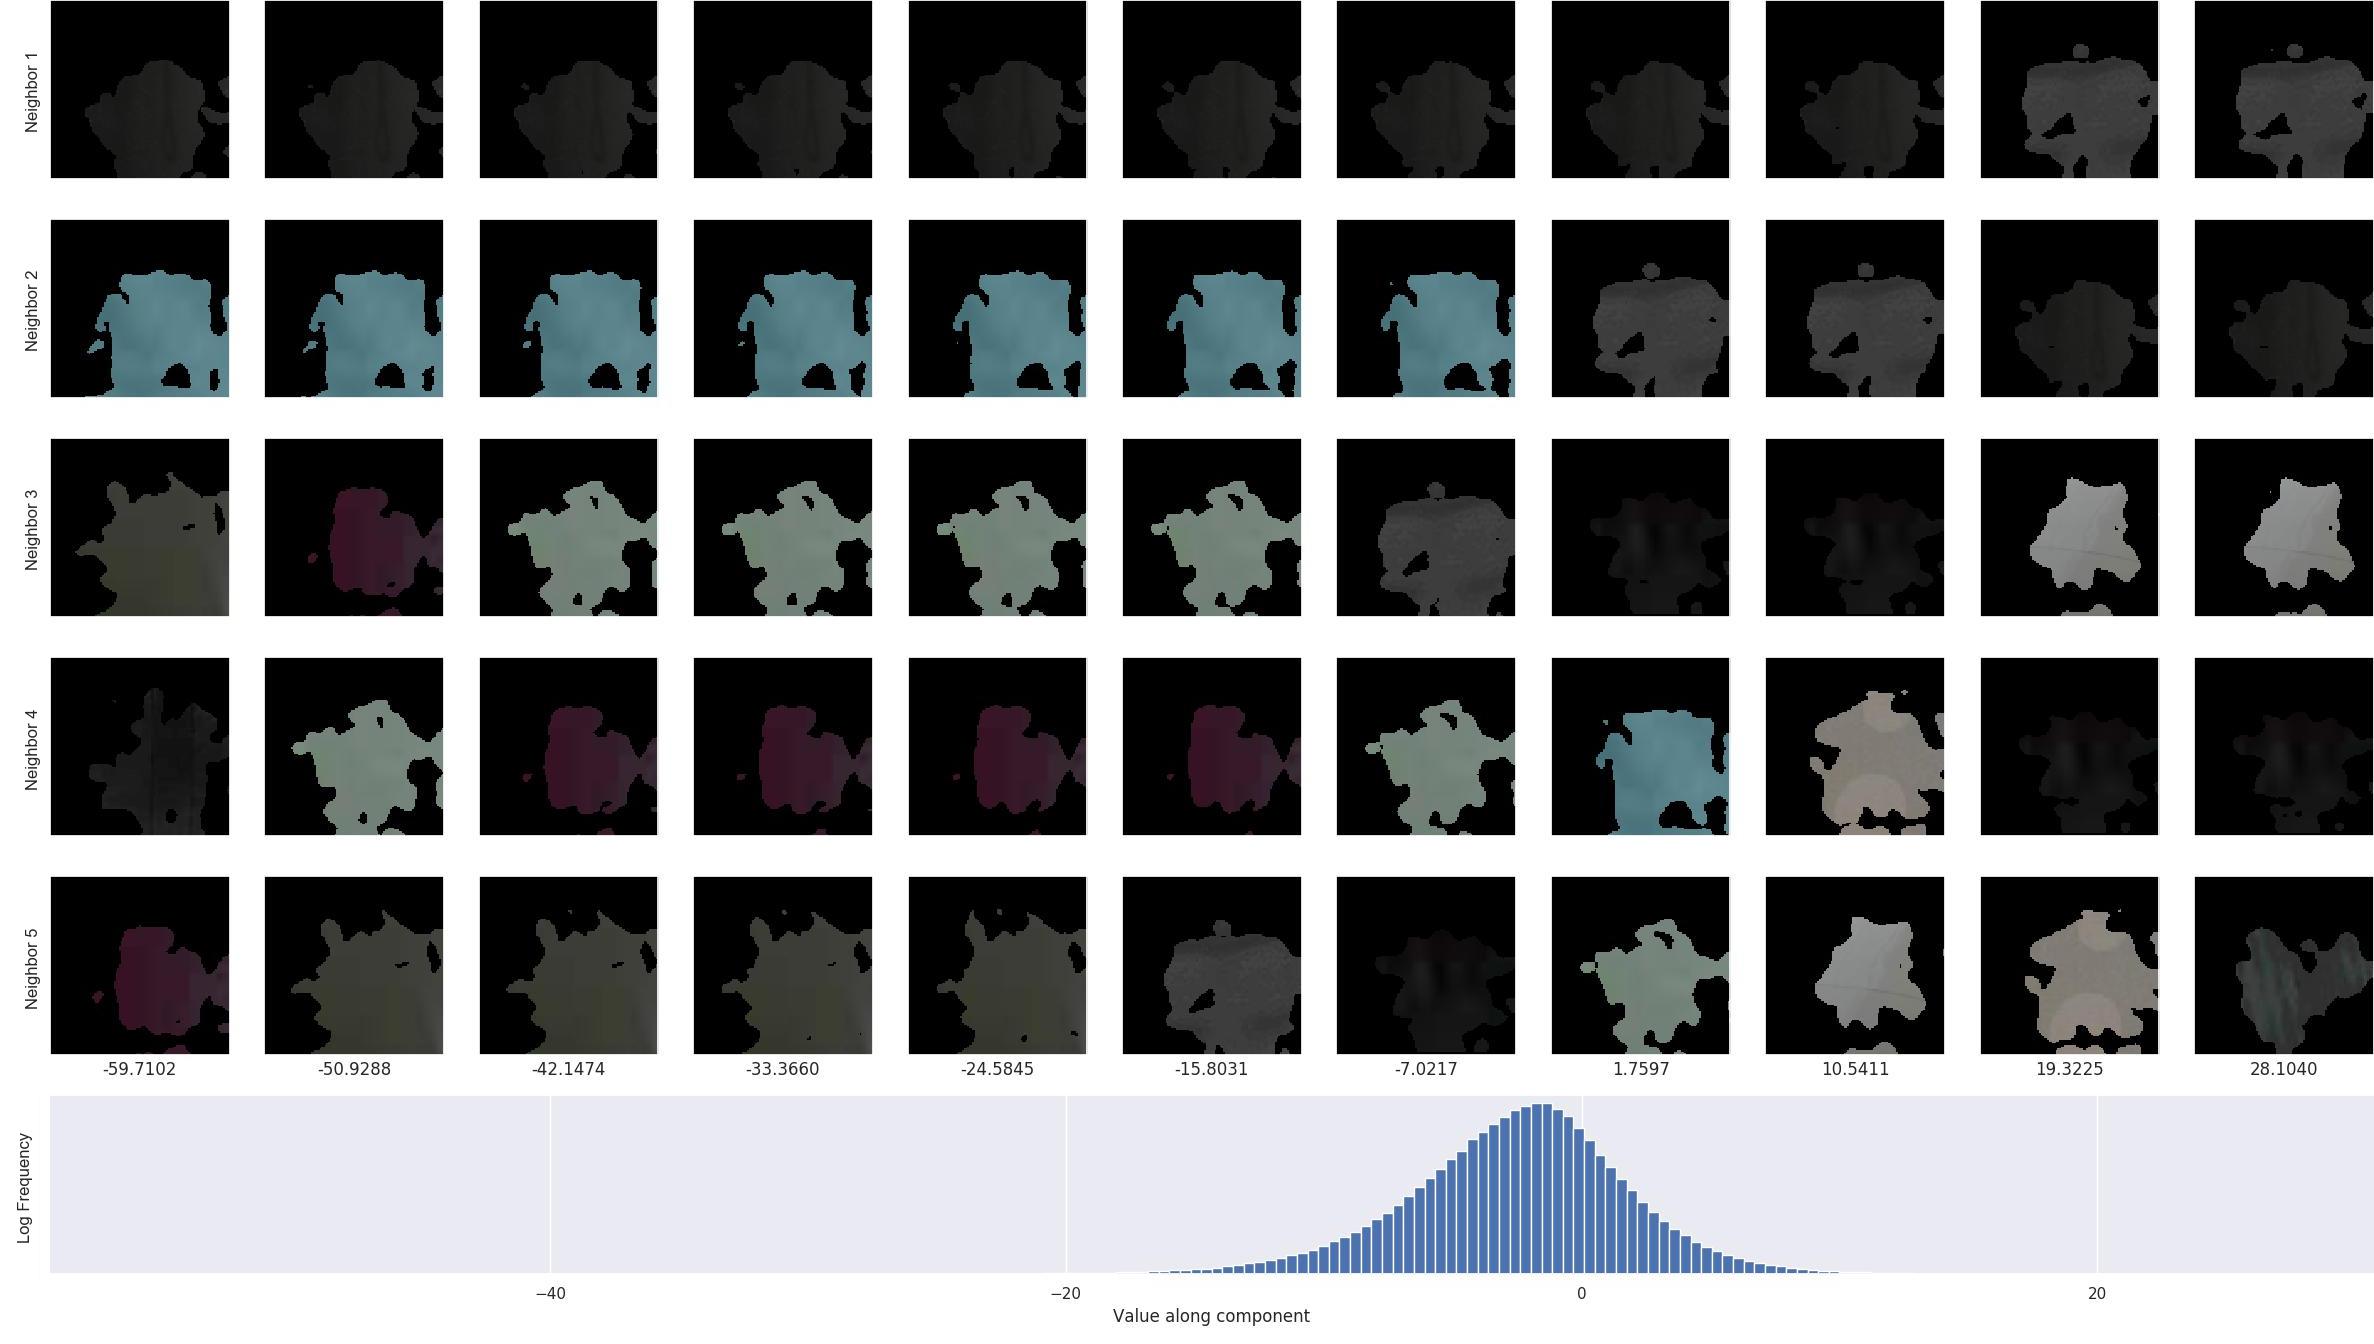 Neighbor 1
Neighbor 2
Neighbor 3
Neighbor 4
Neighbor 5
-59.7102 -50.9288 -42.1474 -33.3660 -24.5845 -15.8031 -7.0217 1.7597 10.5411 19.3225 28.1040
Log Frequency
−40 −20 0 20
Value along component